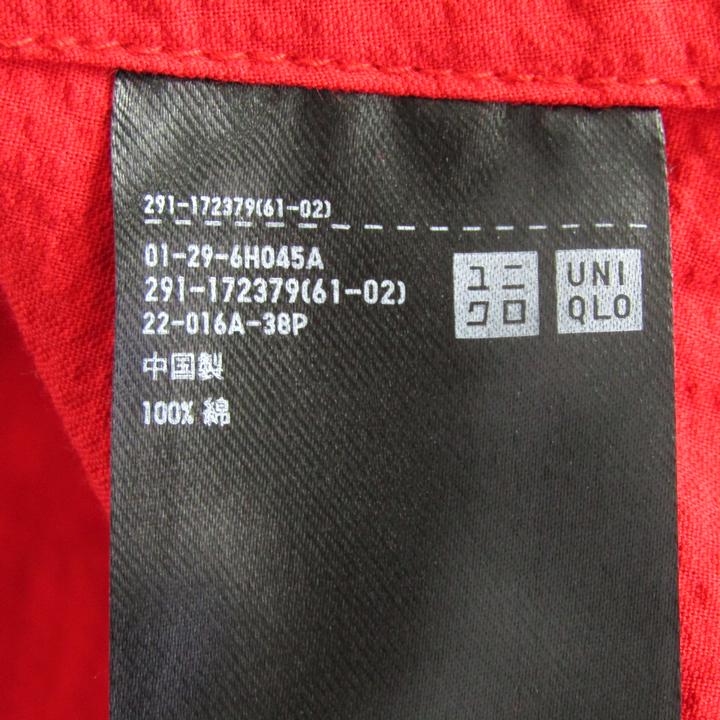 291-172379(61-02)
01-29-6H045A
291-172379(61-02)
22-016A-38P
中国製
100% 綿
ユニ
クロ
UNI
QLO